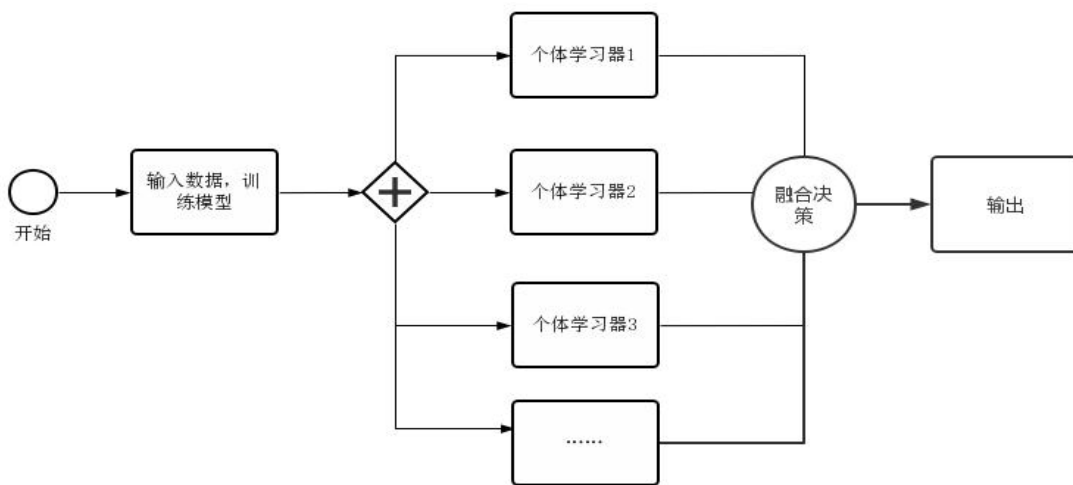 个体学习器1
输入数据，训
练模型
开始
个体学习器2
融合决
策
输出
个体学习器3
……